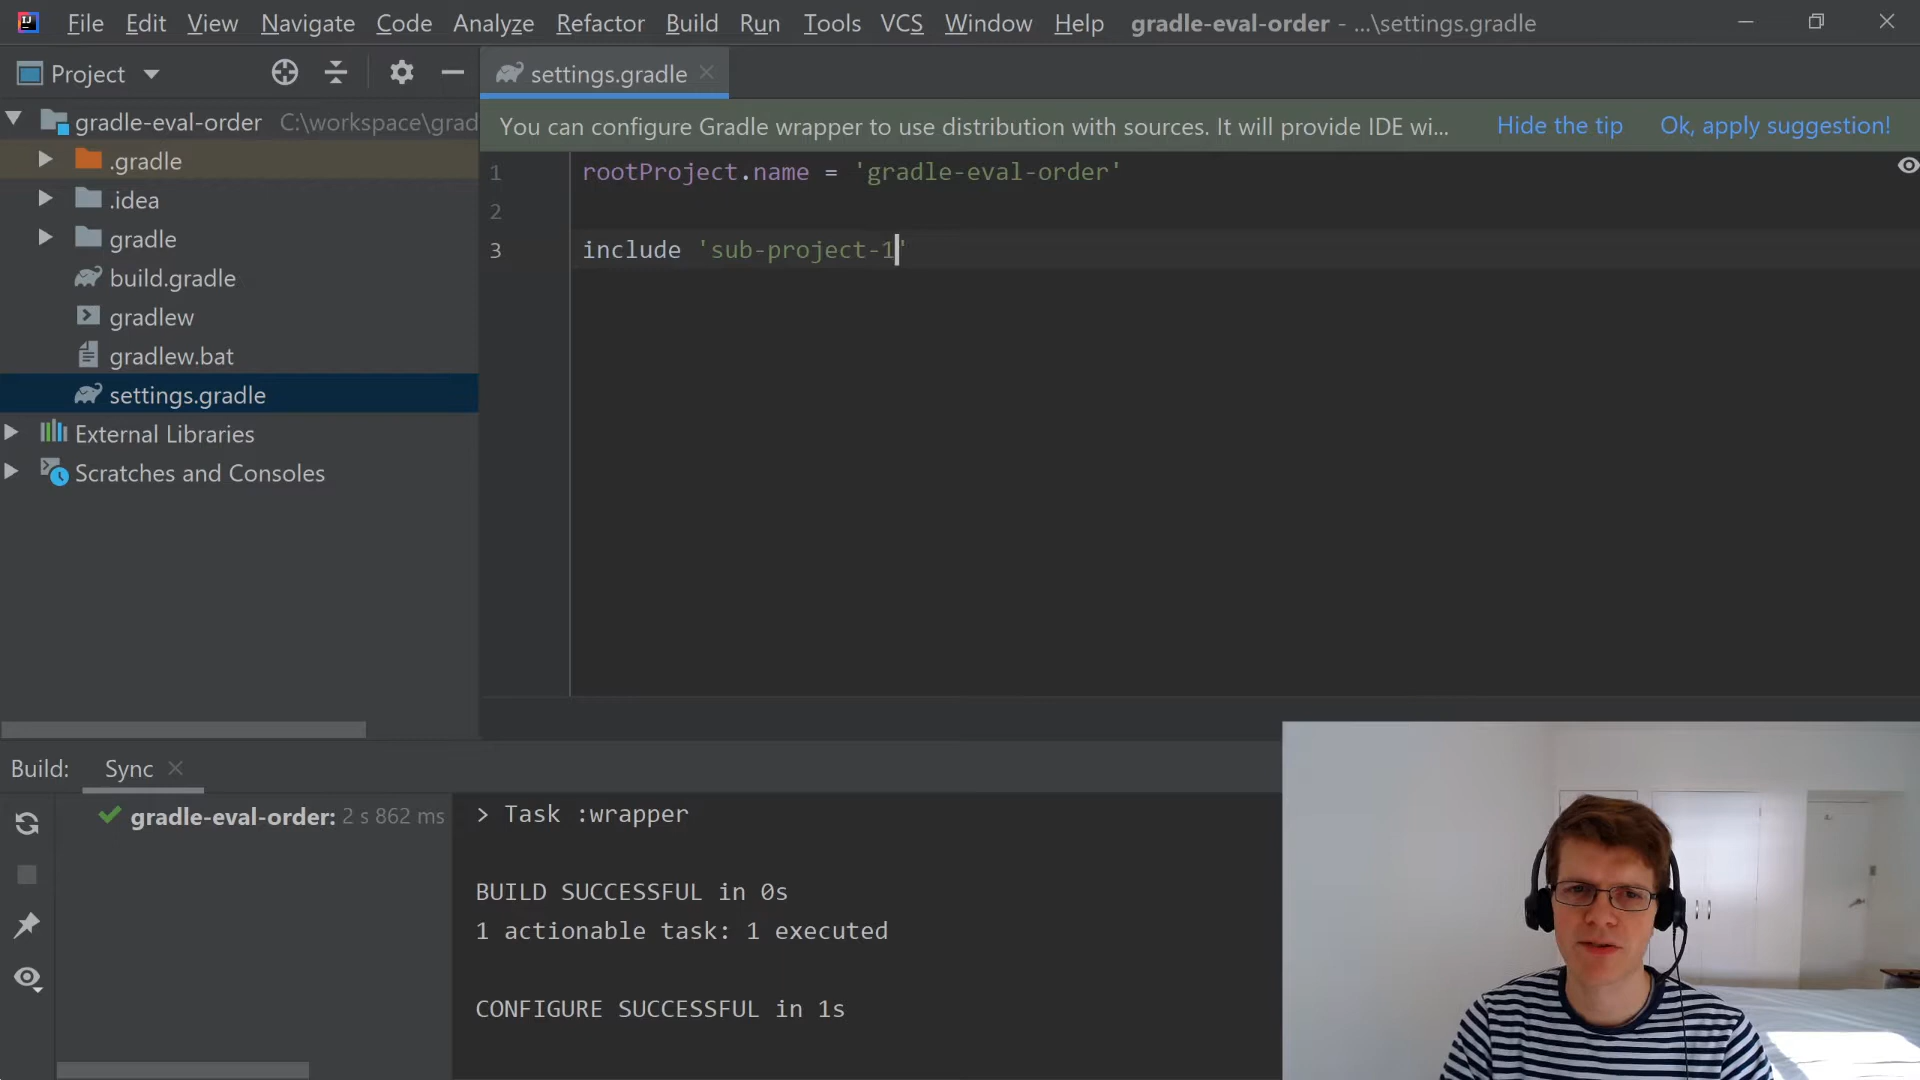 File Edit View Navigate Code Analyze Refactor Build Run Tools VCS Window Help gradle-eval-order - ...\settings.gradle
Project
settings.gradle
gradle-eval-order C:\workspace\grad
You can configure Gradle wrapper to use distribution with sources. It will provide IDE wi... Hide the tip Ok, apply suggestion!
.gradle
.idea
gradle
build.gradle
gradlew
gradlew.bat
settings.gradle
External Libraries
Scratches and Consoles
1 rootProject.name = 'gradle-eval-order'
2
3 include 'sub-project-1'
Build: Sync
gradle-eval-order: 2 s 862 ms
> Task :wrapper
BUILD SUCCESSFUL in 0s
1 actionable task: 1 executed
CONFIGURE SUCCESSFUL in 1s